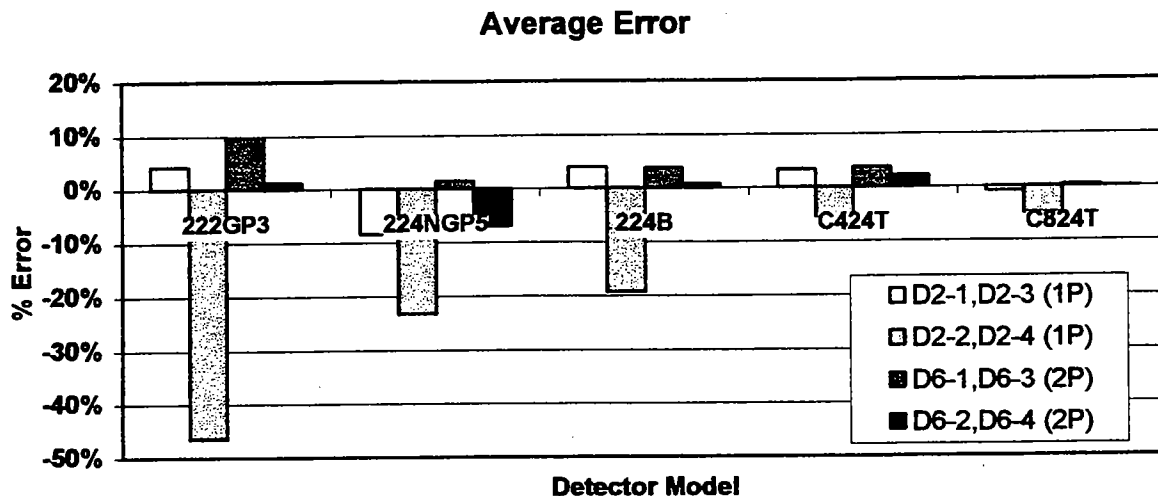 Average Error
20%
10%
0%
-10%
-20%
-30%
-40%
-50%
% Error
222GP3 224NGP5 224B C424T C824T
D2-1,D2-3 (1P)
D2-2,D2-4 (1P)
D6-1,D6-3 (2P)
D6-2,D6-4 (2P)
Detector Model